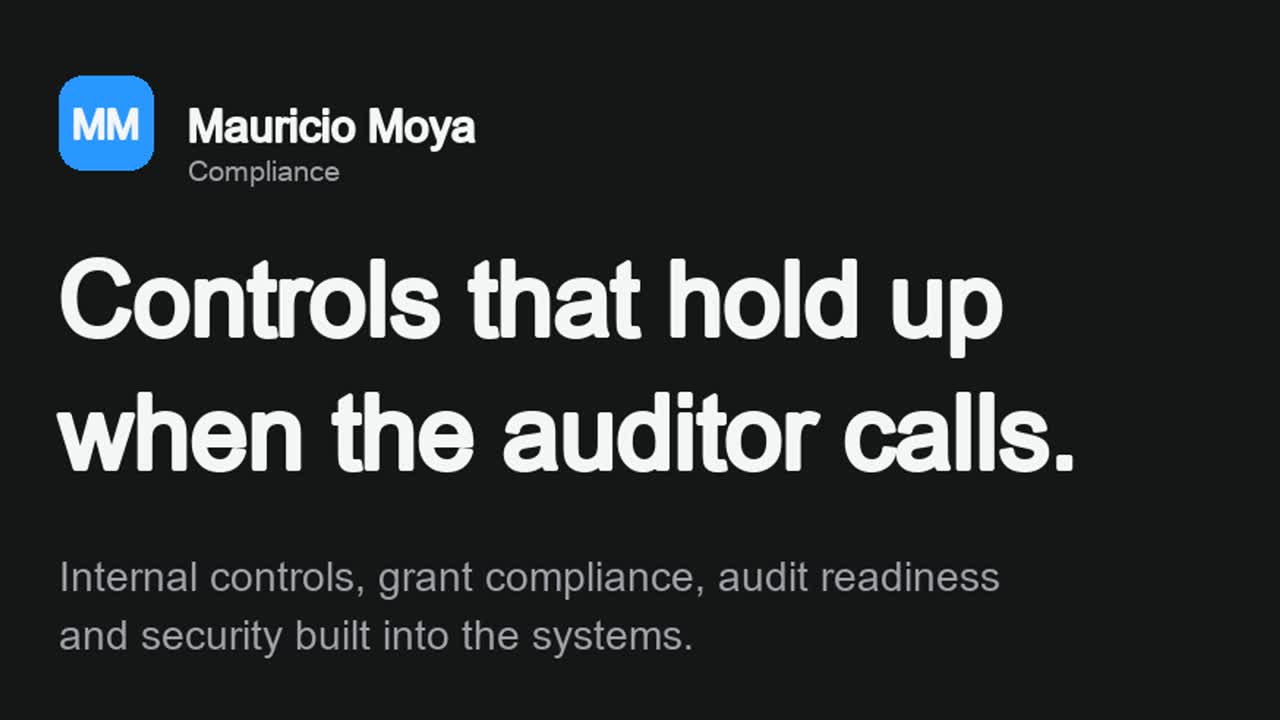 MM
Mauricio Moya
Compliance
Controls that hold up
when the auditor calls.
Internal controls, grant compliance, audit readiness
and security built into the systems.